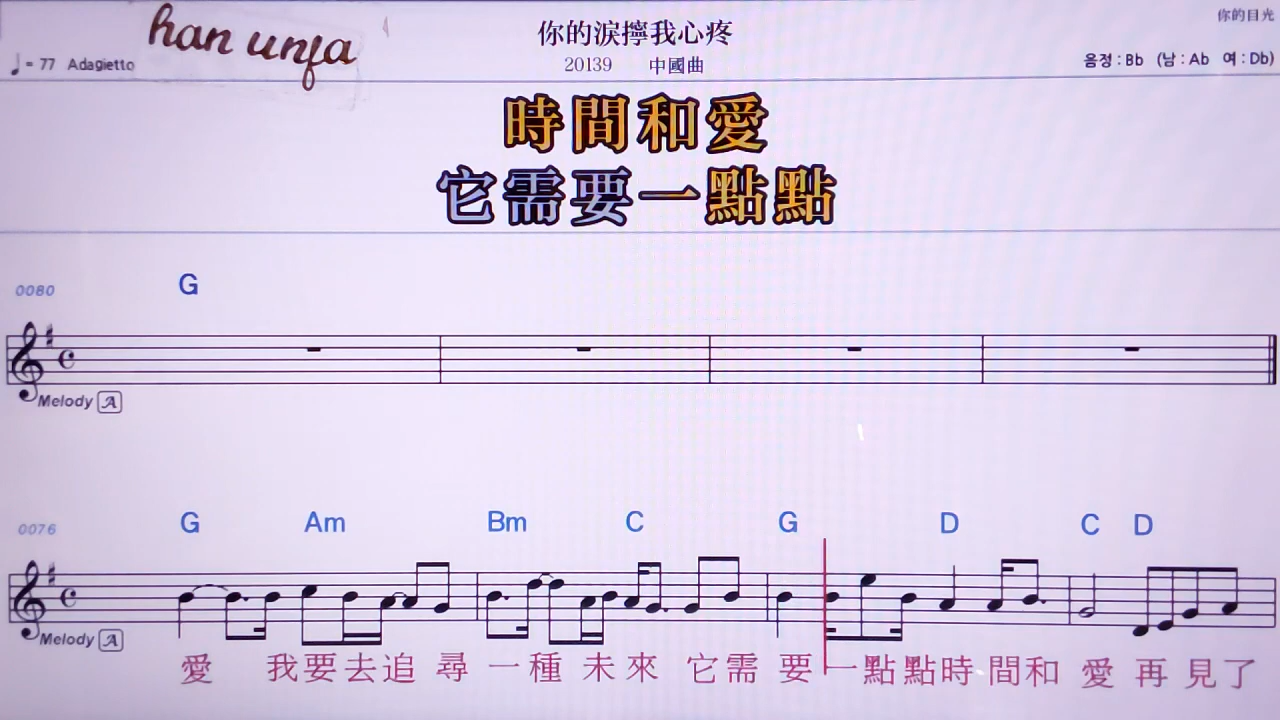 han unfa
你的淚擰我心疼
你的目光
♩= 77 Adagietto
20139 中國曲
음정 : Bb (남 : Ab 여 : Db)
時間和愛
它需要一點點
0080 G
Melody A
0076 G Am Bm C G D C D
Melody A
愛 我要去追尋一種未來它需要一點點時間和愛再見了